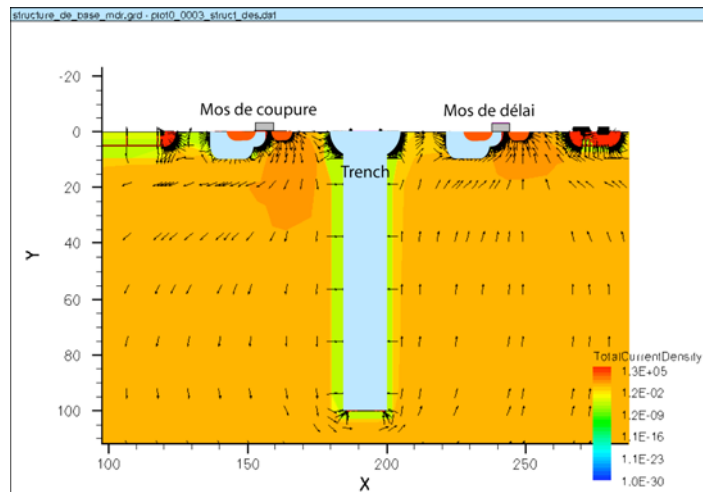 structure_de_base_mdr.grd - plot0_0003_struct_des.dat
-20
Mos de coupure
Mos de délai
0
Trench
20
40
Y
60
80
TotalCurrentDensity
1.3E+05
1.2E-02
100
1.2E-09
1.1E-16
1.1E-23
1.0E-30
100
150
200
250
X